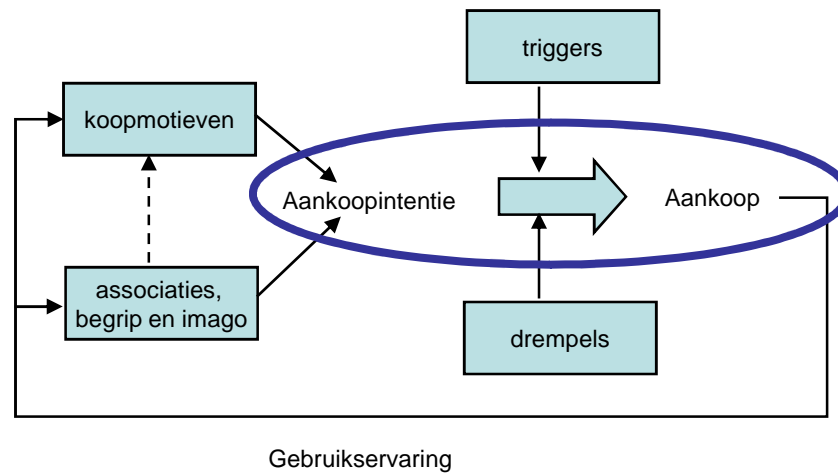 triggers
koopmotieven
Aankoopintentie
Aankoop
associaties,
begrip en imago
drempels
Gebruikservaring